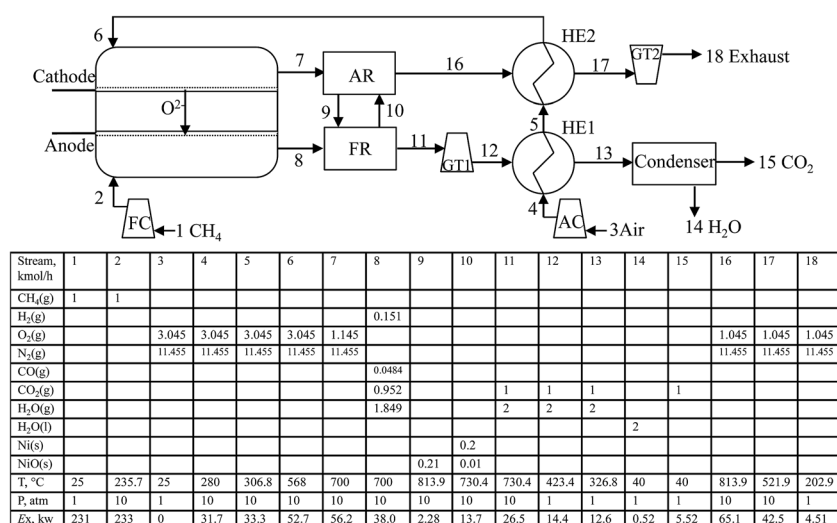 6
7
16
HE2
GT2
17
18 Exhaust
Cathode
AR
O2-
9
10
5
HE1
Anode
8
FR
11
GT1
12
13
Condenser
15 CO2
2
FC
1 CH4
4
AC
3Air
14 H2O
Stream, kmol/h 1 2 3 4 5 6 7 8 9 10 11 12 13 14 15 16 17 18
CH4(g) 1 1
H2(g) 0.151
O2(g) 3.045 3.045 3.045 3.045 1.145 1.045 1.045 1.045
N2(g) 11.455 11.455 11.455 11.455 11.455 11.455 11.455 11.455
CO(g) 0.0484
CO2(g) 0.952 1 1 1 1
H2O(g) 1.849 2 2 2
H2O(l) 2
Ni(s) 0.2
NiO(s) 0.21 0.01
T, °C 25 235.7 25 280 306.8 568 700 700 813.9 730.4 730.4 423.4 326.8 40 40 813.9 521.9 202.9
P, atm 1 10 1 10 10 10 10 10 10 10 10 1 1 1 1 10 10 1
Ex, kw 231 233 0 31.7 33.3 52.7 56.2 38.0 2.28 13.7 26.5 14.4 12.6 0.52 5.52 65.1 42.5 4.51